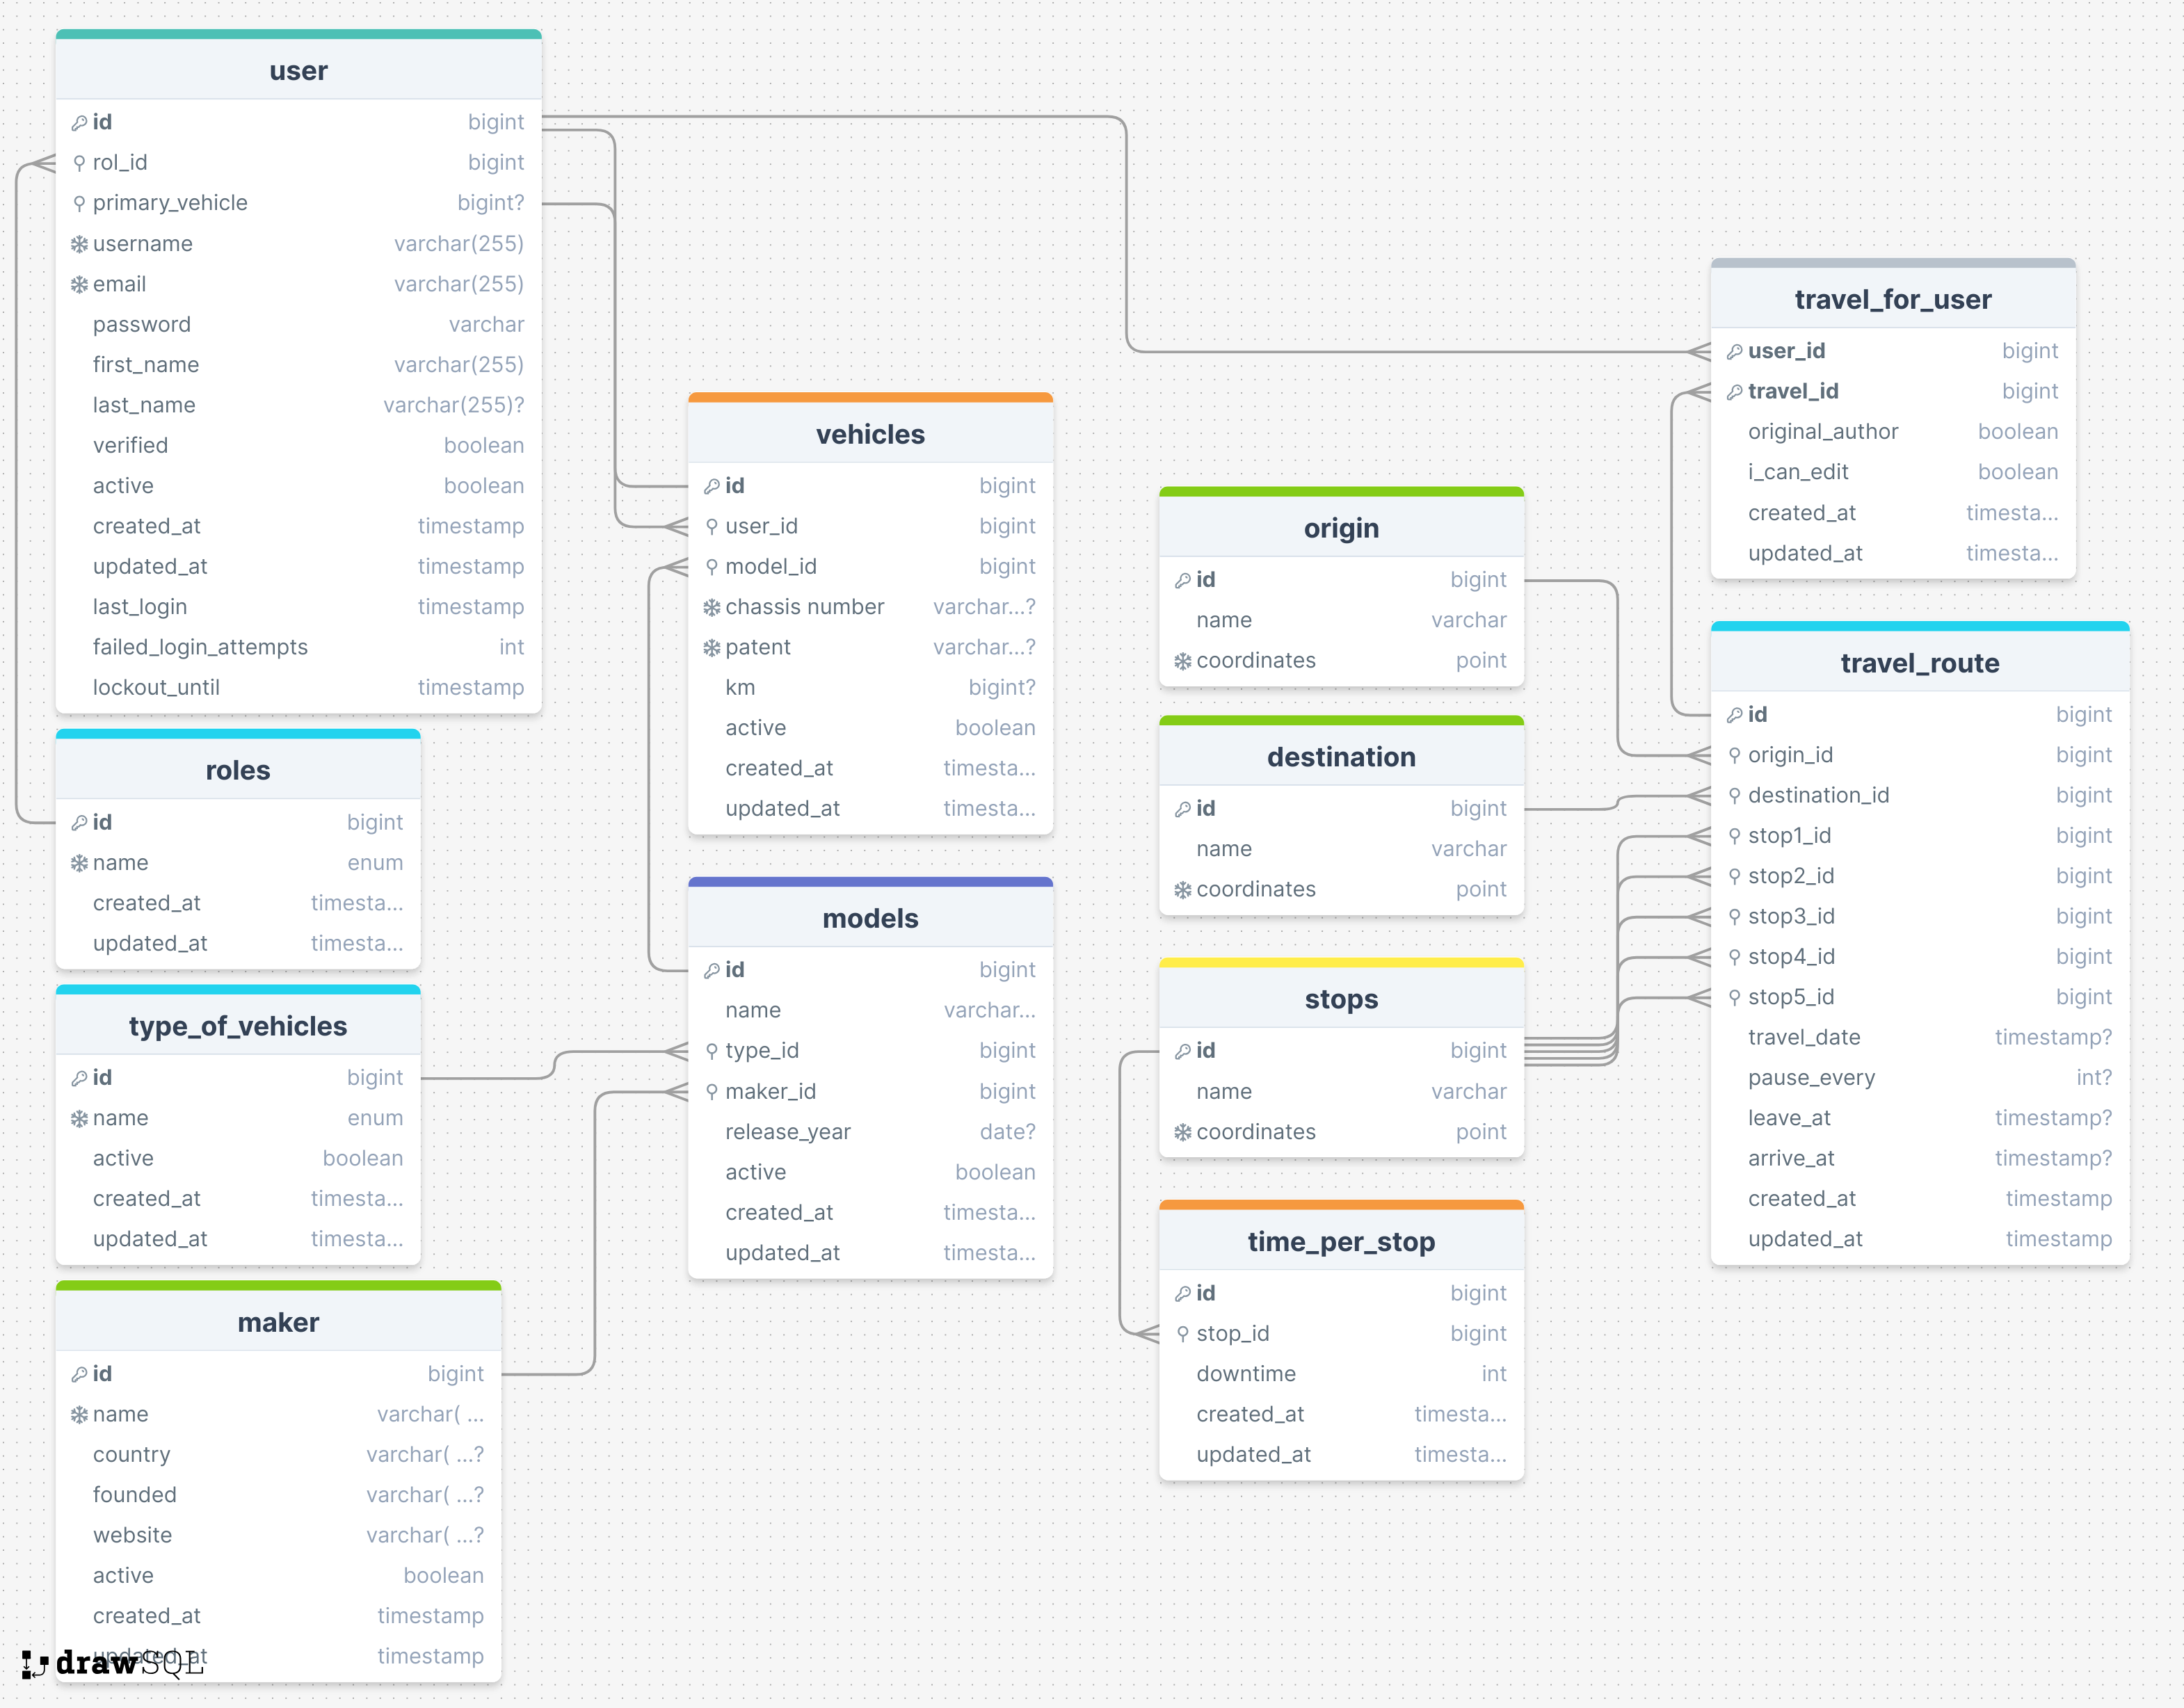 user
id bigint
rol_id bigint
primary_vehicle bigint?
username varchar(255)
email varchar(255)
password varchar
first_name varchar(255)
last_name varchar(255)?
verified boolean
active boolean
created_at timestamp
updated_at timestamp
last_login timestamp
failed_login_attempts int
lockout_until timestamp
roles
id bigint
name enum
created_at timesta...
updated_at timesta...
type_of_vehicles
id bigint
name enum
active boolean
created_at timesta...
updated_at timesta...
maker
id bigint
name varchar( ...
country varchar( ...?
founded varchar( ...?
website varchar( ...?
active boolean
created_at timestamp
updated_at timestamp
drawSQL
vehicles
id bigint
user_id bigint
model_id bigint
chassis number varchar...?
patent varchar...?
km bigint?
active boolean
created_at timesta...
updated_at timesta...
models
id bigint
name varchar...
type_id bigint
maker_id bigint
release_year date?
active boolean
created_at timesta...
updated_at timesta...
origin
id bigint
name varchar
coordinates point
destination
id bigint
name varchar
coordinates point
stops
id bigint
name varchar
coordinates point
time_per_stop
id bigint
stop_id bigint
downtime int
created_at timesta...
updated_at timesta...
travel_for_user
user_id bigint
travel_id bigint
original_author boolean
i_can_edit boolean
created_at timesta...
updated_at timesta...
travel_route
id bigint
origin_id bigint
destination_id bigint
stop1_id bigint
stop2_id bigint
stop3_id bigint
stop4_id bigint
stop5_id bigint
travel_date timestamp?
pause_every int?
leave_at timestamp?
arrive_at timestamp?
created_at timestamp
updated_at timestamp